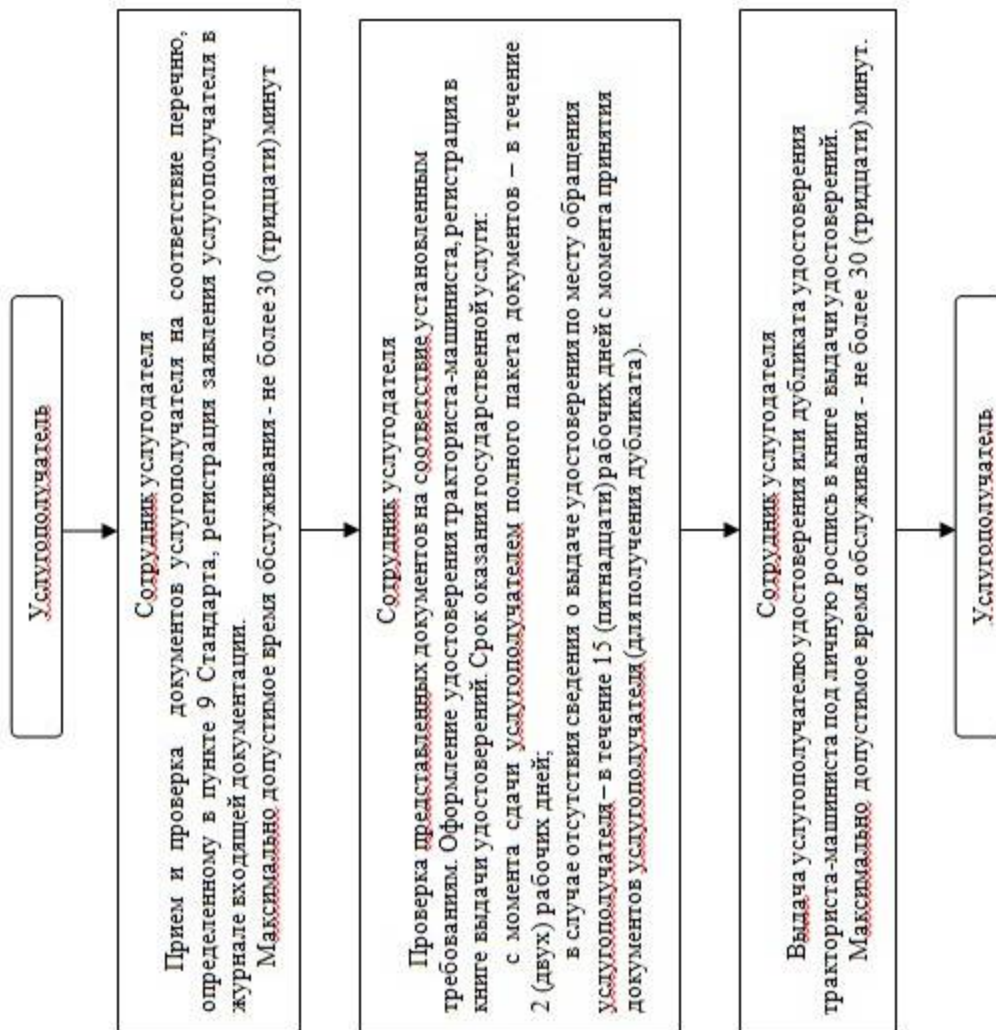 Услугополучатель
Сотрудник услугодателя
Прием и проверка документов услугополучателя на соответствие перечню,
определенному в пункте 9 Стандарта, регистрация заявления услугополучателя в
журнале входящей документации.
Максимально допустимое время обслуживания - не более 30 (тридцати) минут
Сотрудник услугодателя
Проверка представленных документов на соответствие установленным
требованиям. Оформление удостоверения тракториста-машиниста, регистрация в
книге выдачи удостоверений. Срок оказания государственной услуги:
с момента сдачи услугополучателем полного пакета документов – в течение
2 (двух) рабочих дней;
в случае отсутствия сведения о выдаче удостоверения по месту обращения
услугополучателя – в течение 15 (пятнадцати) рабочих дней с момента принятия
документов услугополучателя (для получения дубликата).
Сотрудник услугодателя
Выдача услугополучателю удостоверения или дубликата удостоверения
тракториста-машиниста под личную роспись в книге выдачи удостоверений.
Максимально допустимое время обслуживания - не более 30 (тридцати) минут.
Услугополучатель